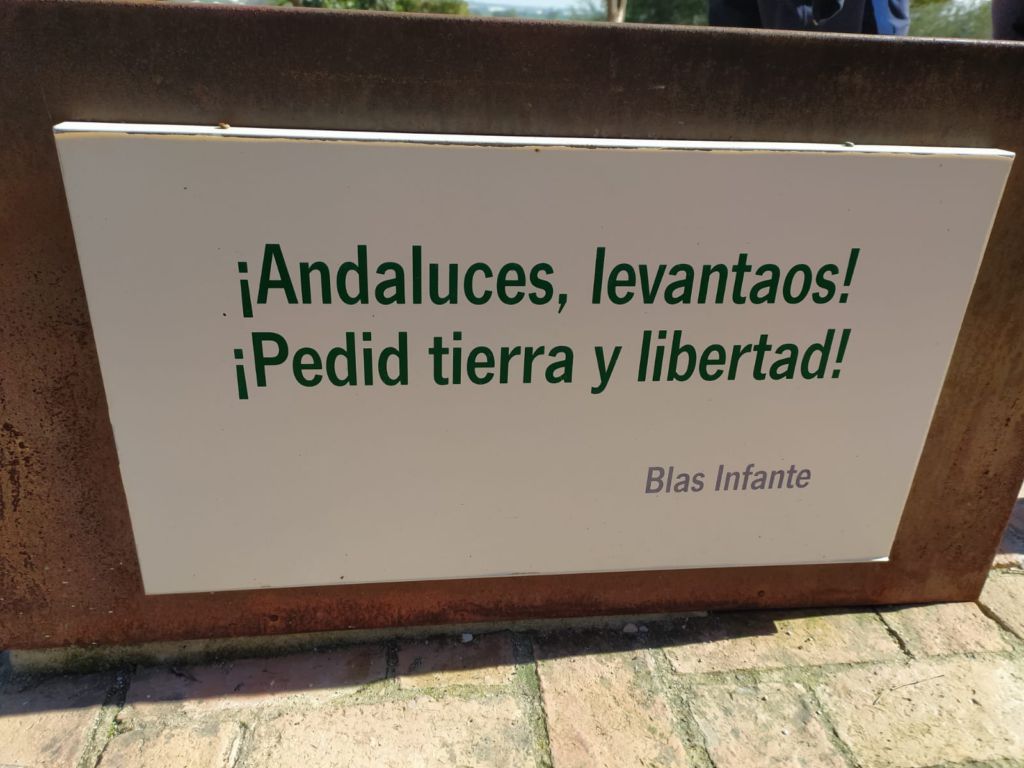 ¡Andaluces, levantaos!
¡Pedid tierra y libertad!
Blas Infante